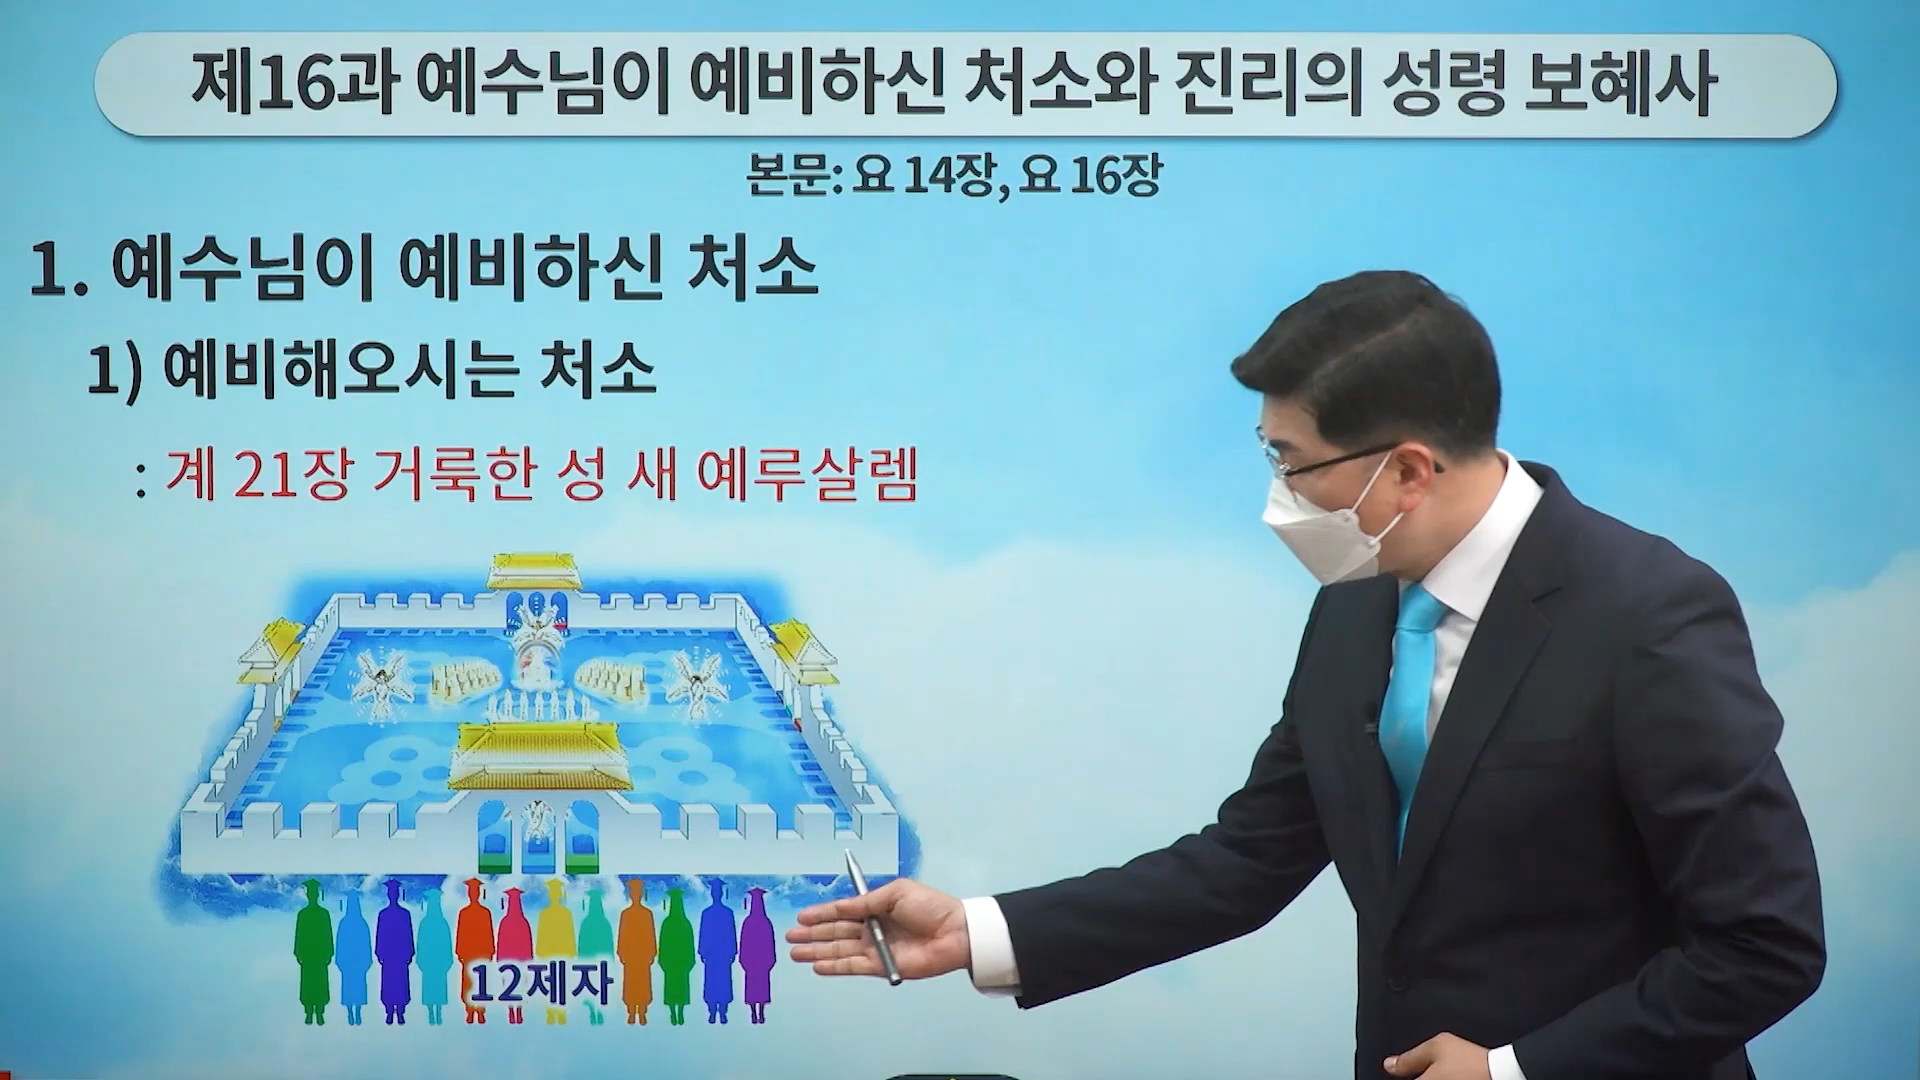 제16과 예수님이 예비하신 처소와 진리의 성령 보혜사
본문: 요 14장, 요 16장
1. 예수님이 예비하신 처소
1) 예비해오시는 처소
: 계 21장 거룩한 성 새 예루살렘
12제자